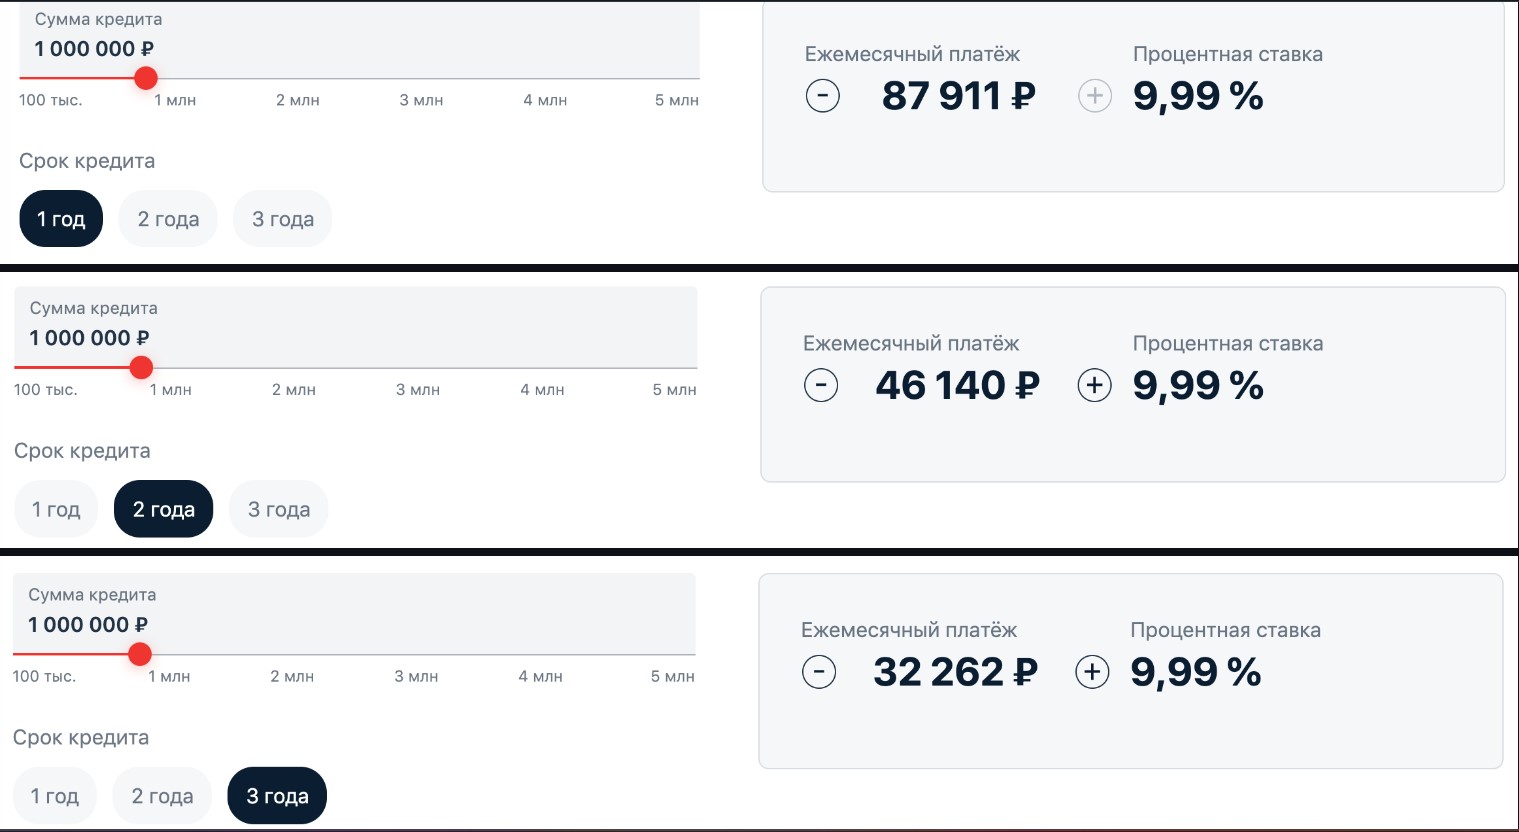 Сумма кредита
1 000 000 ₽
100 тыс. 1 млн 2 млн 3 млн 4 млн 5 млн
Срок кредита
1 год 2 года 3 года
Ежемесячный платёж Процентная ставка
- 87 911 ₽ + 9,99 %
Сумма кредита
1 000 000 ₽
100 тыс. 1 млн 2 млн 3 млн 4 млн 5 млн
Срок кредита
1 год 2 года 3 года
Ежемесячный платёж Процентная ставка
- 46 140 ₽ + 9,99 %
Сумма кредита
1 000 000 ₽
100 тыс. 1 млн 2 млн 3 млн 4 млн 5 млн
Срок кредита
1 год 2 года 3 года
Ежемесячный платёж Процентная ставка
- 32 262 ₽ + 9,99 %